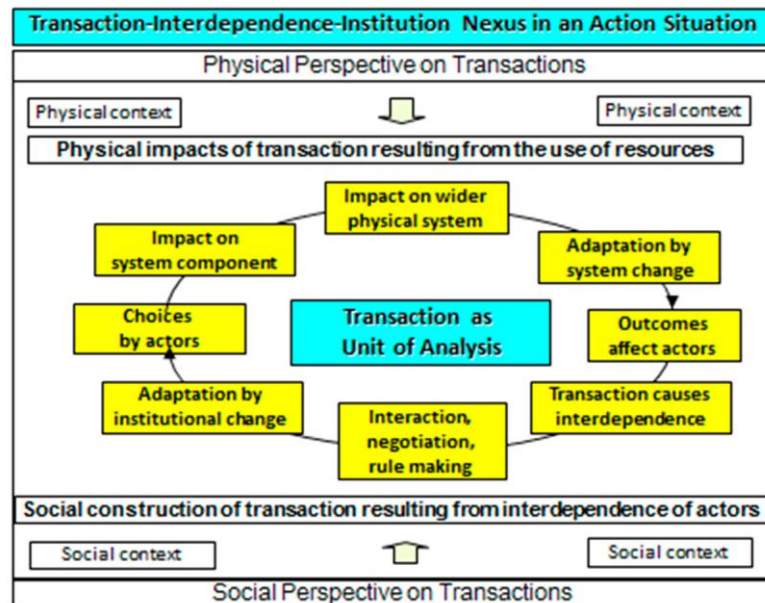 Transaction-Interdependence-Institution Nexus in an Action Situation
Physical Perspective on Transactions
Physical context
Physical context
Physical impacts of transaction resulting from the use of resources
Impact on wider
physical system
Impact on
system component
Adaptation by
system change
Choices
by actors
Transaction as
Unit of Analysis
Outcomes
affect actors
Adaptation by
institutional change
Interaction,
negotiation,
rule making
Transaction causes
interdependence
Social construction of transaction resulting from interdependence of actors
Social context
Social context
Social Perspective on Transactions